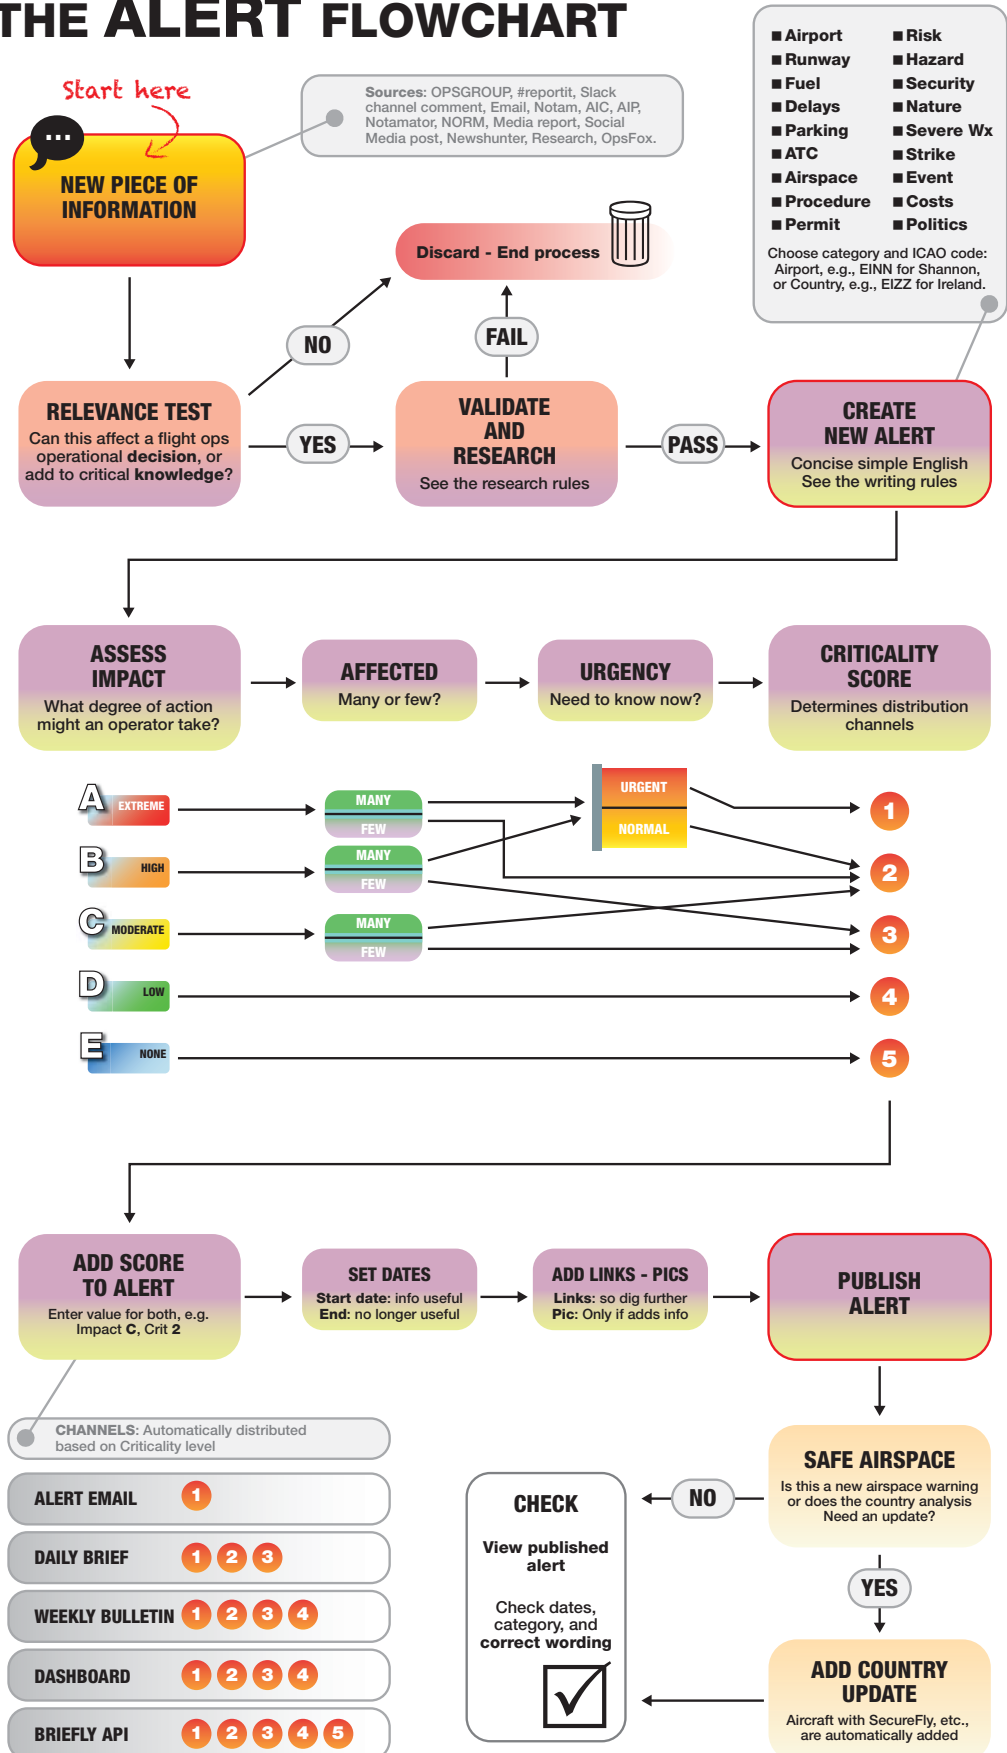 THE ALERT FLOWCHART
Start here
...
NEW PIECE OF
INFORMATION
Sources: OPSGROUP, #reportit, Slack
channel comment, Email, Notam, AIC, AIP,
Notamator, NORM, Media report, Social
Media post, Newshunter, Research, OpsFox.
■ Airport
■ Runway
■ Fuel
■ Delays
■ Parking
■ ATC
■ Airspace
■ Procedure
■ Permit
■ Risk
■ Hazard
■ Security
■ Nature
■ Severe Wx
■ Strike
■ Event
■ Costs
■ Politics
Choose category and ICAO code:
Airport, e.g., EINN for Shannon,
or Country, e.g., EIZZ for Ireland.
Discard - End process
NO
FAIL
RELEVANCE TEST
Can this affect a flight ops
operational decision, or
add to critical knowledge?
YES
VALIDATE
AND
RESEARCH
See the research rules
PASS
CREATE
NEW ALERT
Concise simple English
See the writing rules
ASSESS
IMPACT
What degree of action
might an operator take?
AFFECTED
Many or few?
URGENCY
Need to know now?
CRITICALITY
SCORE
Determines distribution
channels
A EXTREME
MANY
FEW
URGENT
NORMAL
1
B HIGH
MANY
FEW
2
C MODERATE
MANY
FEW
3
D LOW
4
E NONE
5
ADD SCORE
TO ALERT
Enter value for both, e.g.
Impact C, Crit 2
SET DATES
Start date: info useful
End: no longer useful
ADD LINKS - PICS
Links: so dig further
Pic: Only if adds info
PUBLISH
ALERT
CHANNELS: Automatically distributed
based on Criticality level
ALERT EMAIL 1
DAILY BRIEF 1 2 3
WEEKLY BULLETIN 1 2 3 4
DASHBOARD 1 2 3 4
BRIEFLY API 1 2 3 4 5
SAFE AIRSPACE
Is this a new airspace warning
or does the country analysis
Need an update?
NO
CHECK
View published
alert
Check dates,
category, and
correct wording
YES
ADD COUNTRY
UPDATE
Aircraft with SecureFly, etc.,
are automatically added